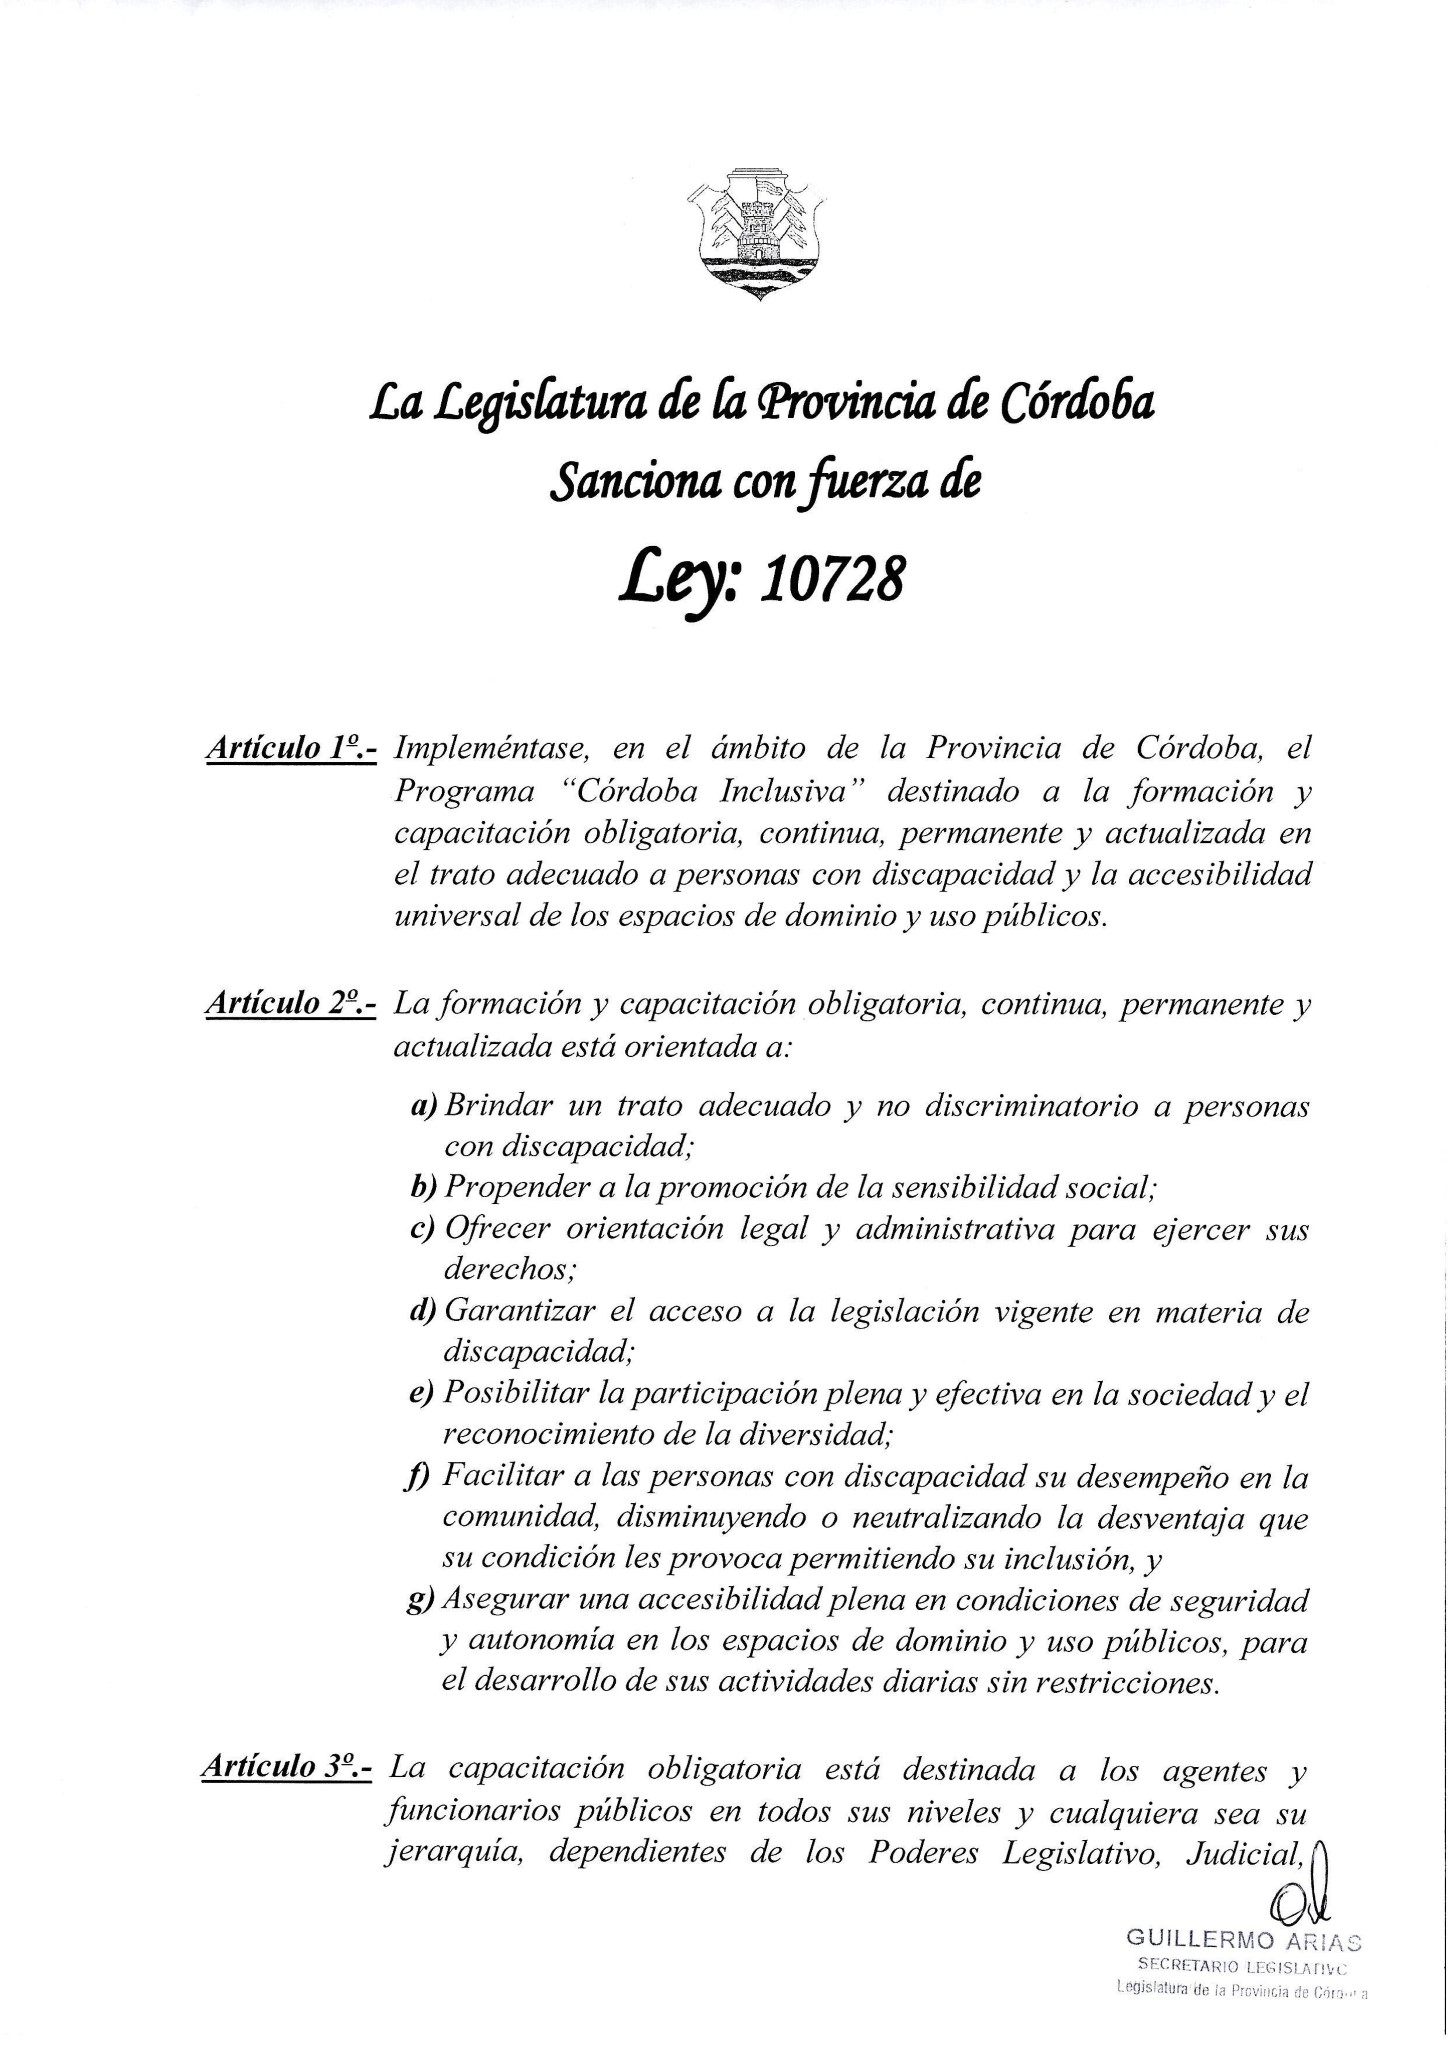 La Legislatura de la Provincia de Córdoba
Sanciona con fuerza de
Ley: 10728
Artículo 1º.- Impleméntase, en el ámbito de la Provincia de Córdoba, el
Programa “Córdoba Inclusiva” destinado a la formación y
capacitación obligatoria, continua, permanente y actualizada en
el trato adecuado a personas con discapacidad y la accesibilidad
universal de los espacios de dominio y uso públicos.
Artículo 2º.- La formación y capacitación obligatoria, continua, permanente y
actualizada está orientada a:
a) Brindar un trato adecuado y no discriminatorio a personas
con discapacidad;
b) Propender a la promoción de la sensibilidad social;
c) Ofrecer orientación legal y administrativa para ejercer sus
derechos;
d) Garantizar el acceso a la legislación vigente en materia de
discapacidad;
e) Posibilitar la participación plena y efectiva en la sociedad y el
reconocimiento de la diversidad;
f) Facilitar a las personas con discapacidad su desempeño en la
comunidad, disminuyendo o neutralizando la desventaja que
su condición les provoca permitiendo su inclusión, y
g) Asegurar una accesibilidad plena en condiciones de seguridad
y autonomía en los espacios de dominio y uso públicos, para
el desarrollo de sus actividades diarias sin restricciones.
Artículo 3º.- La capacitación obligatoria está destinada a los agentes y
funcionarios públicos en todos sus niveles y cualquiera sea su
jerarquía, dependientes de los Poderes Legislativo, Judicial,
GUILLERMO ARIAS
SECRETARIO LEGISLATIVO
Legislatura de la Provincia de Córdoba